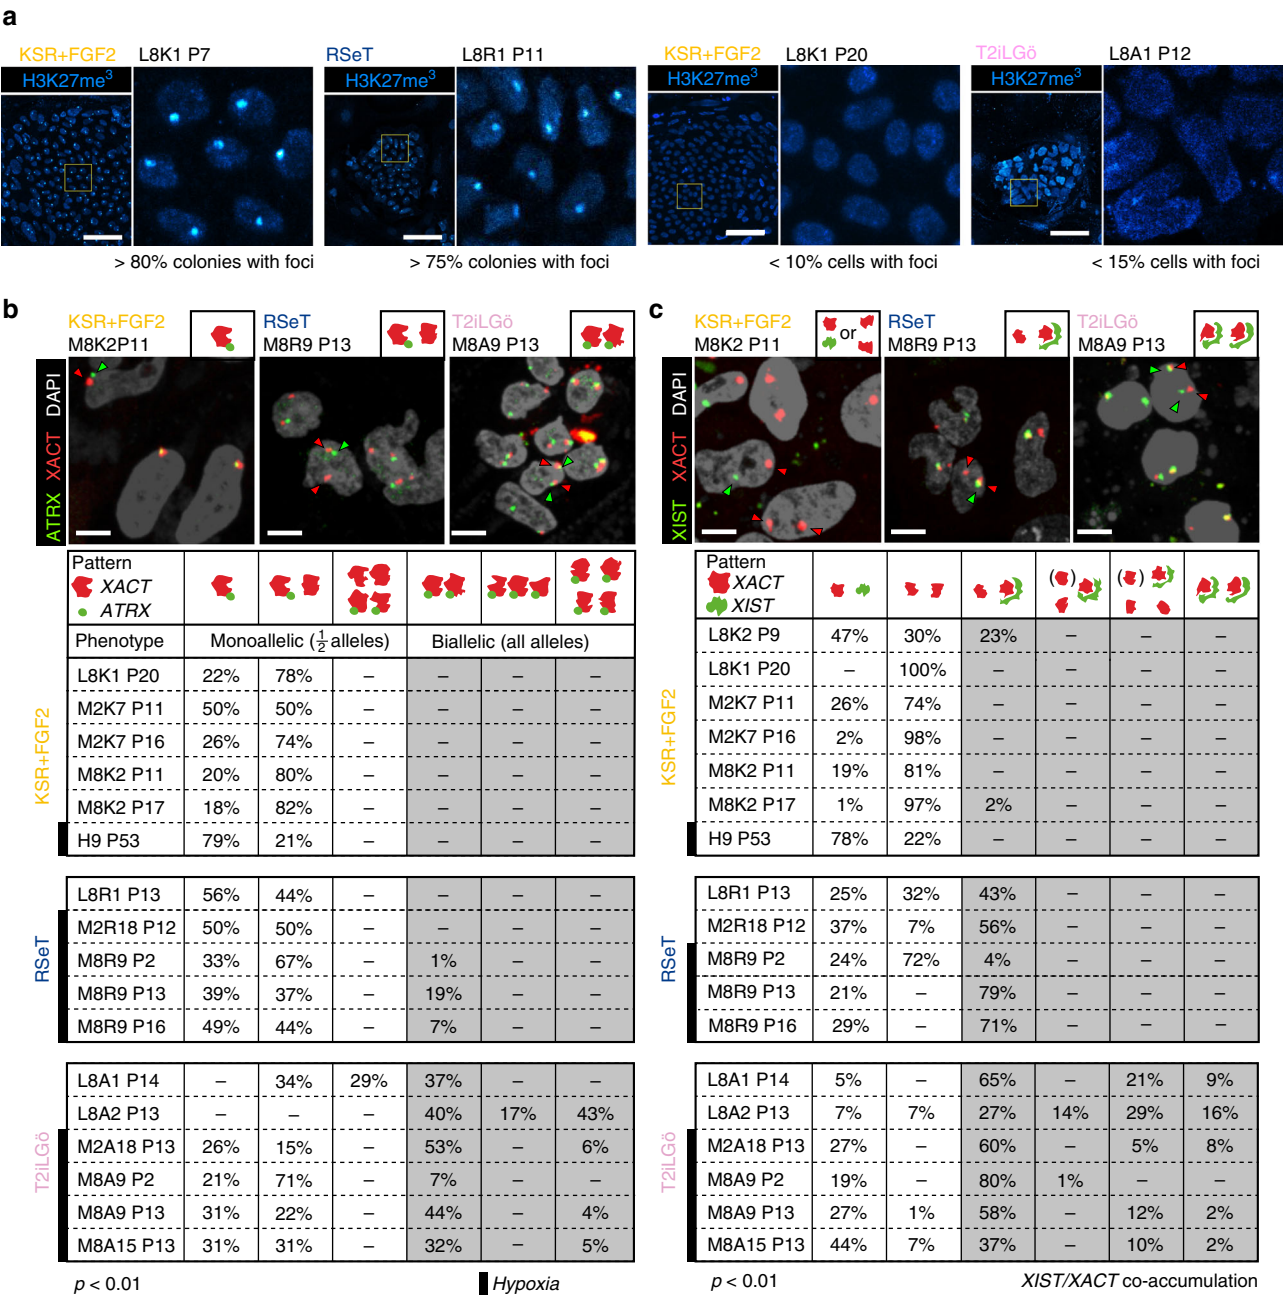 a
KSR+FGF2 L8K1 P7
H3K27me3
> 80% colonies with foci
RSeT L8R1 P11
H3K27me3
> 75% colonies with foci
KSR+FGF2 L8K1 P20
H3K27me3
< 10% cells with foci
T2iLGö L8A1 P12
H3K27me3
< 15% cells with foci
b
KSR+FGF2
M8K2P11
RSeT
M8R9 P13
T2iLGö
M8A9 P13
ATRX XACT DAPI
Pattern
XACT
ATRX
Phenotype Monoallelic (1/2 alleles) Biallelic (all alleles)
KSR+FGF2
L8K1 P20 22% 78% – – – –
M2K7 P11 50% 50% – – – –
M2K7 P16 26% 74% – – – –
M8K2 P11 20% 80% – – – –
M8K2 P17 18% 82% – – – –
H9 P53 79% 21% – – – –
RSeT
L8R1 P13 56% 44% – – – –
M2R18 P12 50% 50% – – – –
M8R9 P2 33% 67% – 1% – –
M8R9 P13 39% 37% – 19% – –
M8R9 P16 49% 44% – 7% – –
T2iLGö
L8A1 P14 – 34% 29% 37% – –
L8A2 P13 – – – 40% 17% 43%
M2A18 P13 26% 15% – 53% – 6%
M8A9 P2 21% 71% – 7% – –
M8A9 P13 31% 22% – 44% – 4%
M8A15 P13 31% 31% – 32% – 5%
p < 0.01
Hypoxia
c
KSR+FGF2
M8K2 P11
or
RSeT
M8R9 P13
T2iLGö
M8A9 P13
XIST XACT DAPI
Pattern
XACT
XIST
( ) ( )
KSR+FGF2
L8K2 P9 47% 30% 23% – – –
L8K1 P20 – 100% – – – –
M2K7 P11 26% 74% – – – –
M2K7 P16 2% 98% – – – –
M8K2 P11 19% 81% – – – –
M8K2 P17 1% 97% 2% – – –
H9 P53 78% 22% – – – –
RSeT
L8R1 P13 25% 32% 43% – – –
M2R18 P12 37% 7% 56% – – –
M8R9 P2 24% 72% 4% – – –
M8R9 P13 21% – 79% – – –
M8R9 P16 29% – 71% – – –
T2iLGö
L8A1 P14 5% – 65% – 21% 9%
L8A2 P13 7% 7% 27% 14% 29% 16%
M2A18 P13 27% – 60% – 5% 8%
M8A9 P2 19% – 80% 1% – –
M8A9 P13 27% 1% 58% – 12% 2%
M8A15 P13 44% 7% 37% – 10% 2%
p < 0.01
XIST/XACT co-accumulation